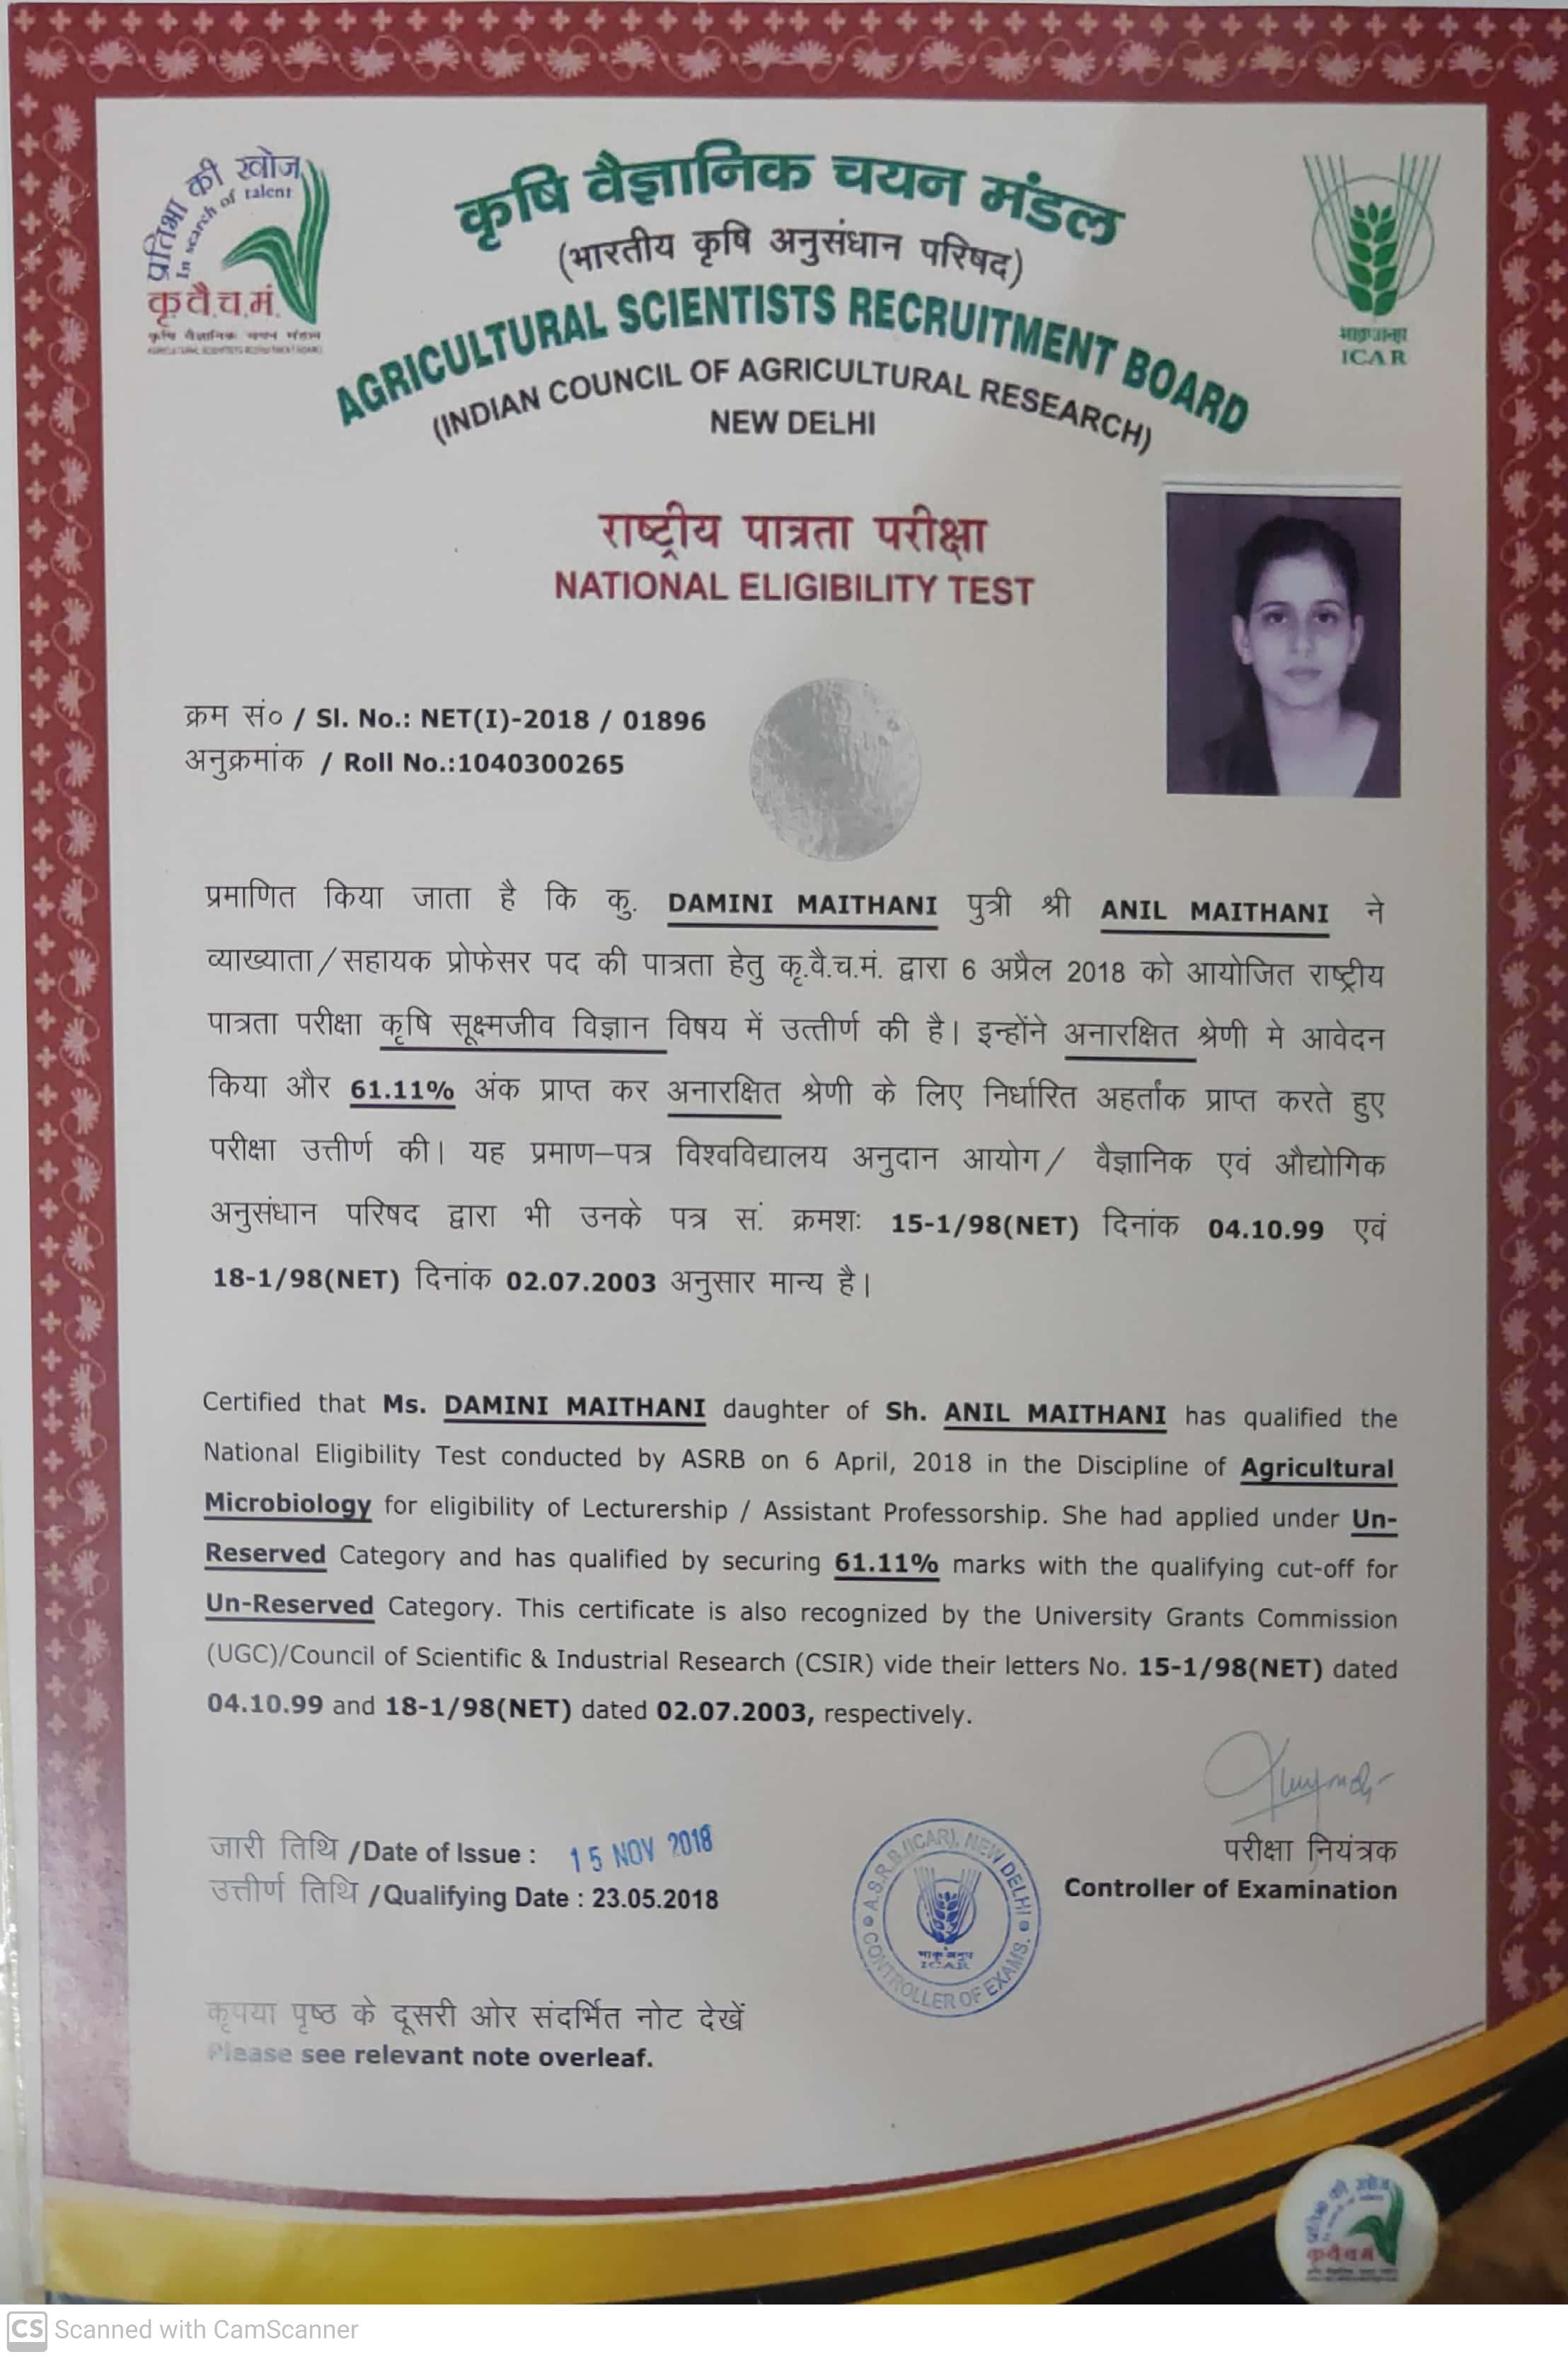 प्रतिभा की खोज
In search of talent
कृ.वै.च.मं.
कृषि वैज्ञानिक चयन मंडल
AGRICULTURAL SCIENTISTS RECRUITMENT BOARD
कृषि वैज्ञानिक चयन मंडल
(भारतीय कृषि अनुसंधान परिषद)
AGRICULTURAL SCIENTISTS RECRUITMENT BOARD
(INDIAN COUNCIL OF AGRICULTURAL RESEARCH)
NEW DELHI
भाकृअनुप
ICAR
राष्ट्रीय पात्रता परीक्षा
NATIONAL ELIGIBILITY TEST
क्रम सं० / Sl. No.: NET(I)-2018 / 01896
अनुक्रमांक / Roll No.:1040300265
प्रमाणित किया जाता है कि कु. DAMINI MAITHANI पुत्री श्री ANIL MAITHANI ने
व्याख्याता/सहायक प्रोफेसर पद की पात्रता हेतु कृ.वै.च.मं. द्वारा 6 अप्रैल 2018 को आयोजित राष्ट्रीय
पात्रता परीक्षा कृषि सूक्ष्मजीव विज्ञान विषय में उत्तीर्ण की है। इन्होंने अनारक्षित श्रेणी मे आवेदन
किया और 61.11% अंक प्राप्त कर अनारक्षित श्रेणी के लिए निर्धारित अहर्तांक प्राप्त करते हुए
परीक्षा उत्तीर्ण की। यह प्रमाण–पत्र विश्वविद्यालय अनुदान आयोग/ वैज्ञानिक एवं औद्योगिक
अनुसंधान परिषद द्वारा भी उनके पत्र सं. क्रमशः 15-1/98(NET) दिनांक 04.10.99 एवं
18-1/98(NET) दिनांक 02.07.2003 अनुसार मान्य है।
Certified that Ms. DAMINI MAITHANI daughter of Sh. ANIL MAITHANI has qualified the
National Eligibility Test conducted by ASRB on 6 April, 2018 in the Discipline of Agricultural
Microbiology for eligibility of Lecturership / Assistant Professorship. She had applied under Un-
Reserved Category and has qualified by securing 61.11% marks with the qualifying cut-off for
Un-Reserved Category. This certificate is also recognized by the University Grants Commission
(UGC)/Council of Scientific & Industrial Research (CSIR) vide their letters No. 15-1/98(NET) dated
04.10.99 and 18-1/98(NET) dated 02.07.2003, respectively.
जारी तिथि /Date of Issue : 15 NOV 2018
उत्तीर्ण तिथि /Qualifying Date : 23.05.2018
A.S.R.B.(ICAR), NEW DELHI
भाकृअनुप
ICAR
CONTROLLER OF EXAMS.
परीक्षा नियंत्रक
Controller of Examination
कृपया पृष्ठ के दूसरी ओर संदर्भित नोट देखें
Please see relevant note overleaf.
प्रतिभा की खोज
कृ.वै.च.मं.
CS Scanned with CamScanner